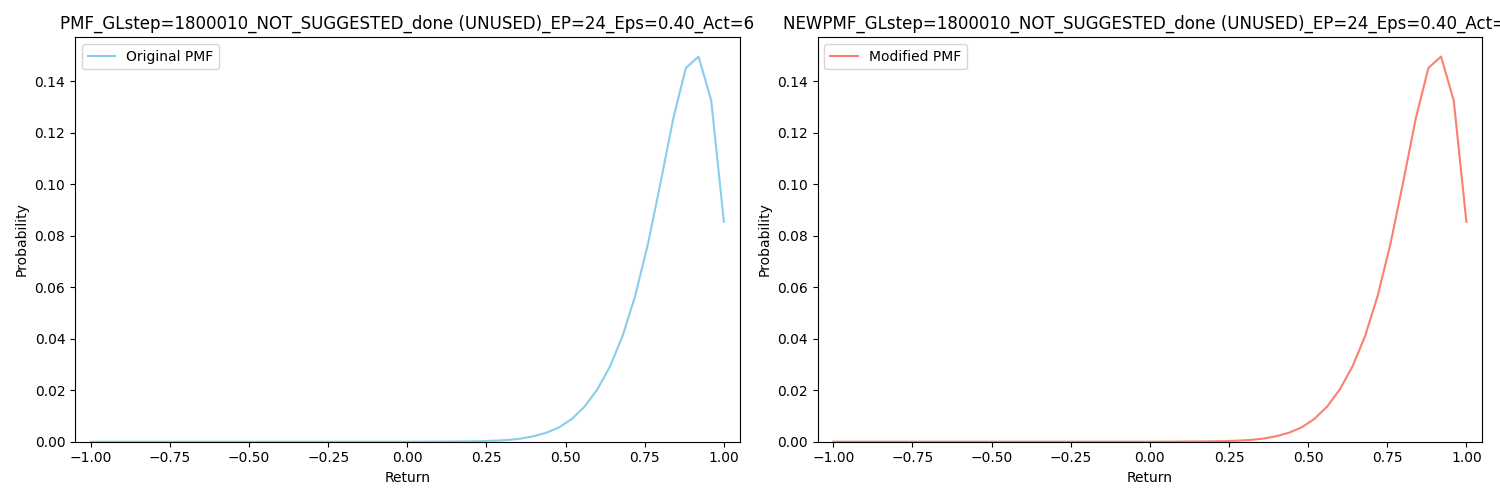 PMF_GLstep=1800010_NOT_SUGGESTED_done (UNUSED)_EP=24_Eps=0.40_Act=6
Original PMF
Probability
0.14
0.12
0.10
0.08
0.06
0.04
0.02
0.00
−1.00 −0.75 −0.50 −0.25 0.00 0.25 0.50 0.75 1.00
Return
NEWPMF_GLstep=1800010_NOT_SUGGESTED_done (UNUSED)_EP=24_Eps=0.40_Act=
Modified PMF
Probability
0.14
0.12
0.10
0.08
0.06
0.04
0.02
0.00
−1.00 −0.75 −0.50 −0.25 0.00 0.25 0.50 0.75 1.00
Return